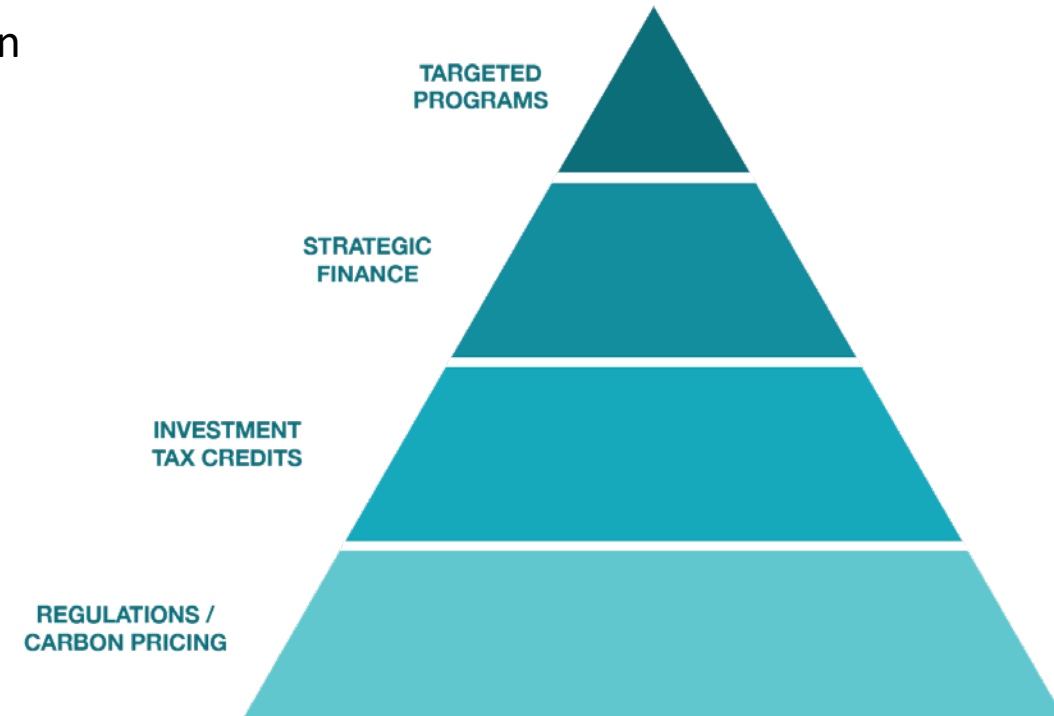 n
TARGETED
PROGRAMS
STRATEGIC
FINANCE
INVESTMENT
TAX CREDITS
REGULATIONS /
CARBON PRICING